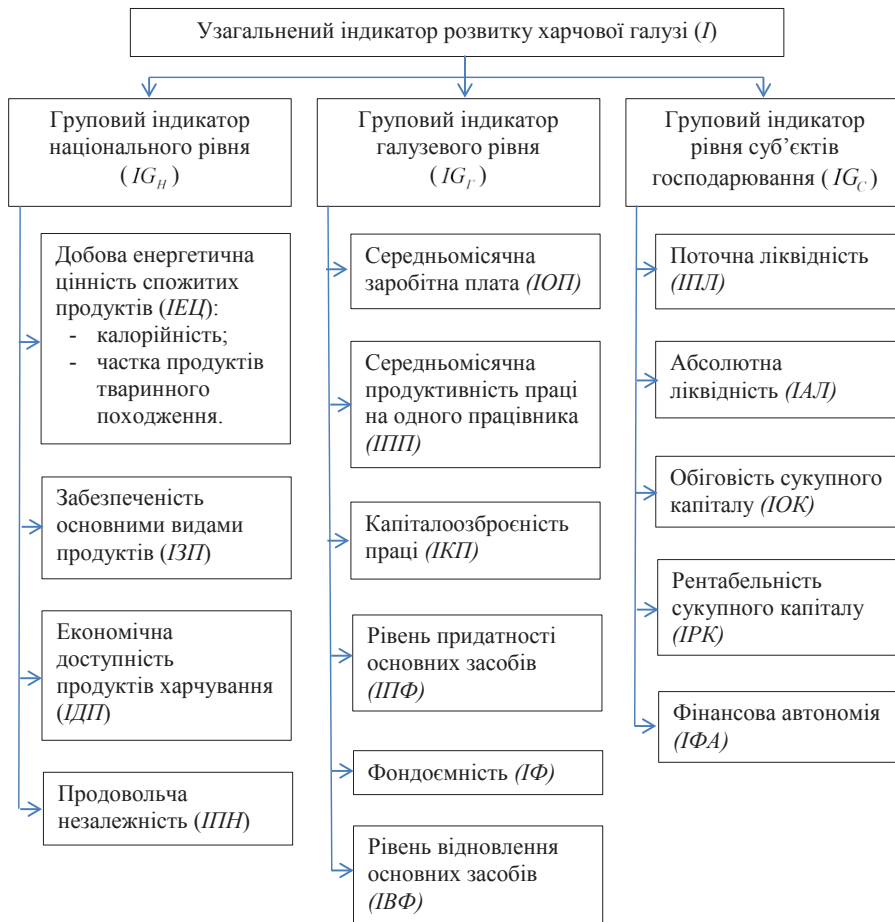 Узагальнений індикатор розвитку харчової галузі (І)
Груповий індикатор
національного рівня
(IG_Н)
Добова енергетична
цінність спожитих
продуктів (ІЕЦ):
- калорійність;
- частка продуктів
тваринного
походження.
Забезпеченість
основними видами
продуктів (ІЗП)
Економічна
доступність
продуктів харчування
(ІДП)
Продовольча
незалежність (ІПН)
Груповий індикатор
галузевого рівня
(IG_Г)
Середньомісячна
заробітна плата (ІОП)
Середньомісячна
продуктивність праці
на одного працівника
(ІПП)
Капіталоозброєність
праці (ІКП)
Рівень придатності
основних засобів
(ІПФ)
Фондоємність (ІФ)
Рівень відновлення
основних засобів
(ІВФ)
Груповий індикатор
рівня суб’єктів
господарювання (IG_С)
Поточна ліквідність
(ІПЛ)
Абсолютна
ліквідність (ІАЛ)
Обіговість сукупного
капіталу (ІОК)
Рентабельність
сукупного капіталу
(ІРК)
Фінансова автономія
(ІФА)